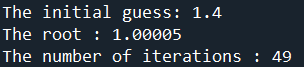 The initial guess: 1.4
The root : 1.00005
The number of iterations : 49